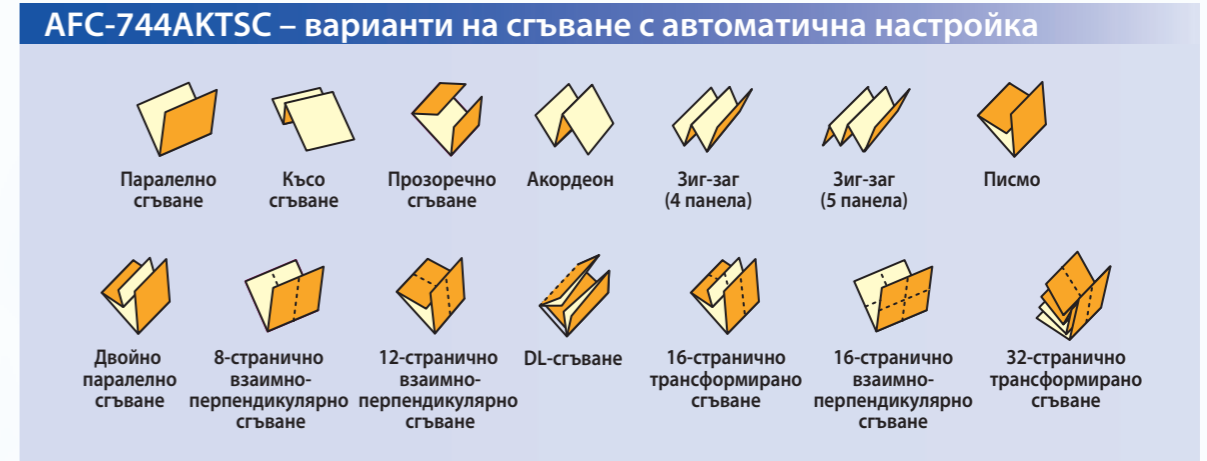 AFC-744AKTSC – варианти на сгъване с автоматична настройка
Паралелно
сгъване
Късо
сгъване
Прозоречно
сгъване
Акордеон
Зиг-заг
(4 панела)
Зиг-заг
(5 панела)
Писмо
Двойно
паралелно
сгъване
8-странично
взаимно-
перпендикулярно
сгъване
12-странично
взаимно-
перпендикулярно
сгъване
DL-сгъване
16-странично
трансформирано
сгъване
16-странично
взаимно-
перпендикулярно
сгъване
32-странично
трансформирано
сгъване